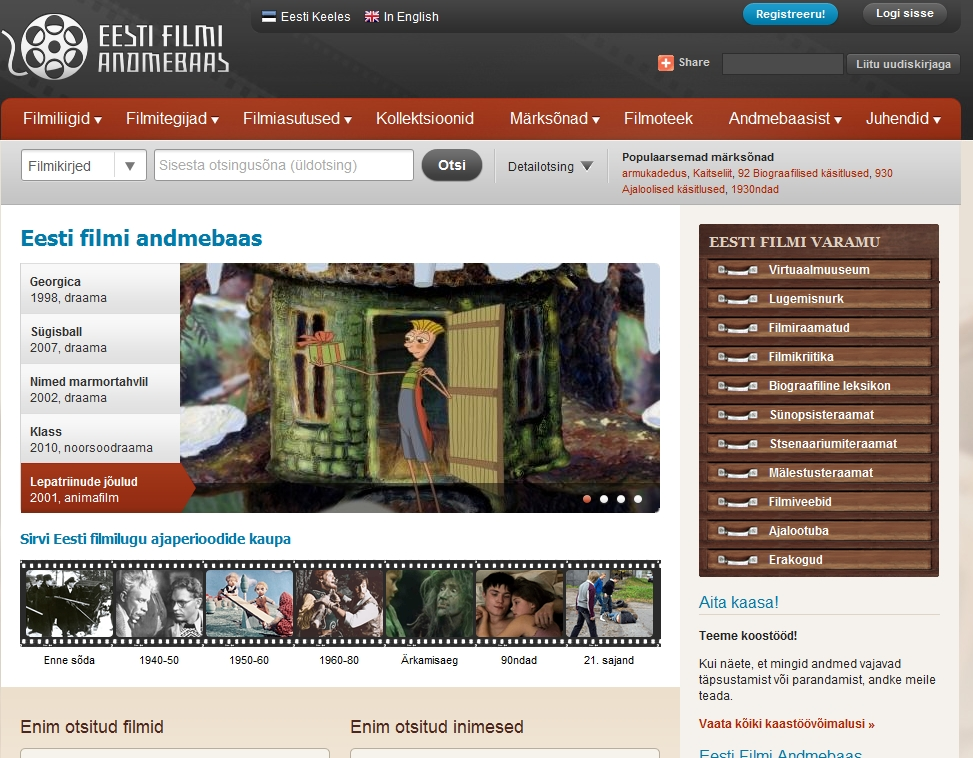 Eesti Keeles
In English
Registreeru!
Logi sisse
EESTI FILMI
ANDMEBAAS
Share
Liitu uudiskirjaga
Filmiliigid
Filmitegijad
Filmiasutused
Kollektsioonid
Märksõnad
Filmoteek
Andmebaasist
Juhendid
Filmikirjed
Sisesta otsingusõna (üldotsing)
Otsi
Detailotsing
Populaarsemad märksõnad
armukadedus, Kaitseliit, 92 Biograafilised käsitlused, 930
Ajaloolised käsitlused, 1930ndad
Eesti filmi andmebaas
Georgica
1998, draama
Sügisball
2007, draama
Nimed marmortahvlil
2002, draama
Klass
2010, noorsoodraama
Lepatriinude jõulud
2001, animafilm
Sirvi Eesti filmilugu ajaperioodide kaupa
Enne sõda
1940-50
1950-60
1960-80
Ärkamisaeg
90ndad
21. sajand
Enim otsitud filmid
Enim otsitud inimesed
EESTI FILMI VARAMU
Virtuaalmuuseum
Lugemisnurk
Filmiraamatud
Filmikriitika
Biograafiline leksikon
Sünopsisteraamat
Stsenaariumiteraamat
Mälestusteraamat
Filmiveebid
Ajalootuba
Erakogud
Aita kaasa!
Teeme koostööd!
Kui näete, et mingid andmed vajavad
täpsustamist või parandamist, andke meile
teada.
Vaata kõiki kaastöövõimalusi »
Eesti Filmi Andmebaas